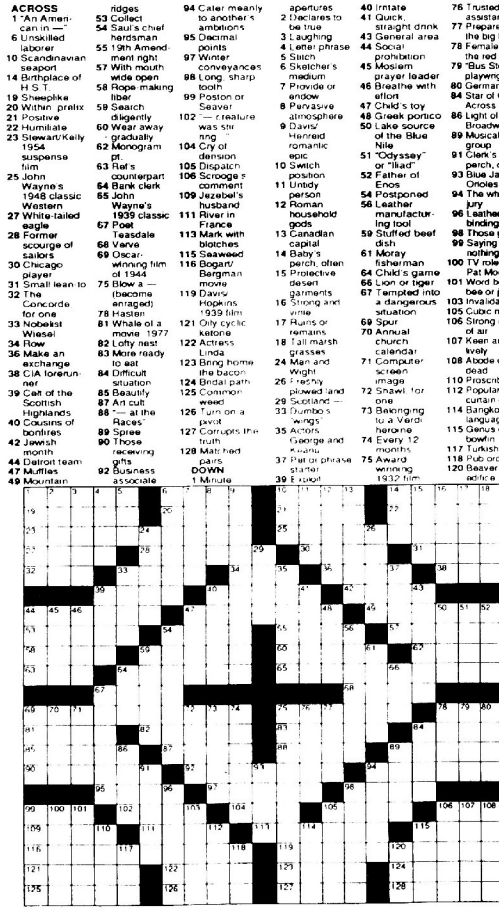 ACROSS
1 "An Ameri-
can in —"
6 Unskilled
laborer
10 Scandinavian
seaport
14 Birthplace of
H.S.T.
19 Sheeplike
20 Within: prefix
21 Positive
22 Humiliate
23 Stewart/Kelly
1954
suspense
film
25 John
Wayne's
1948 classic
Western
27 White-tailed
eagle
28 Former
scourge of
sailors
30 Chicago
player
31 Small lean to
32 The
Concorde
for one
33 Nobelist
Wiesel
34 Row
36 Make an
exchange
38 CIA forerun-
ner
39 Celt of the
Scottish
Highlands
40 Cousins of
bonfires
42 Jewish
month
44 Detroit team
47 Muffles
49 Mountain
ridges
53 Collect
54 Saul's chief
herdsman
55 19th Amend-
ment right
57 With mouth
wide open
58 Rope-making
fiber
59 Search
diligently
60 Wear away
gradually
62 Monogram
pt.
63 Ref's
counterpart
64 Bank clerk
65 John
Wayne's
1939 classic
67 Poet
Teasdale
68 Verve
69 Oscar-
winning film
of 1944
75 Blow a —
(become
enraged)
78 Hasten
81 Whale of a
movie 1977
82 Lofty nest
83 More ready
to eat
84 Difficult
situation
85 Beautify
87 Art cult
88 "— at the
Races"
89 Spree
90 Those
receiving
gifts
92 Business
associate
94 Cater meanly
to another's
ambitions
95 Decimal
points
97 Winter
conveyances
98 Long, sharp
tooth
99 Poston or
Seaver
102 "— creature
was stir
ring"
104 Cry of
derision
105 Dispatch
106 Scrooge's
comment
109 Jezebel's
husband
111 River in
France
113 Mark with
blotches
115 Seaweed
116 Bogart/
Bergman
movie
119 Davis/
Hopkins
1939 film
121 Oily cyclic
ketone
122 Actress
Linda
123 Bring home
the bacon
124 Bridal path
125 Common
weed
126 Turn on a
pivot
127 Corrupts the
truth
128 Matched
pairs
DOWN
1 Minute
apertures
2 Declares to
be true
3 Laughing
4 Letter phrase
5 Stitch
6 Sketcher's
medium
7 Provide or
endow
8 Pervasive
atmosphere
9 Davis/
Henreid
romantic
epic
10 Switch
position
11 Untidy
person
12 Roman
household
gods
13 Canadian
capital
14 Baby's
perch, often
15 Protective
desert
garments
16 Strong and
virile
17 Ruins or
remains
18 Tall marsh
grasses
24 Man and
Wight
26 Freshly
plowed land
29 Scotland —
33 Dumbo's
"wings"
35 Actors
George and
Keanu
37 Pet or phrase
starter
39 Exploit
40 Irritate
41 Quick,
straight drink
43 General area
44 Social
prohibition
45 Moslem
prayer leader
46 Breathe with
effort
47 Child's toy
48 Greek portico
50 Lake source
of the Blue
Nile
51 "Odyssey"
or "Iliad"
52 Father of
Enos
54 Postponed
56 Leather
manufactur-
ing tool
59 Stuffed beef
dish
61 Moray
fisherman
64 Child's game
66 Lion or tiger
67 Tempted into
a dangerous
situation
69 Spur
70 Annual
church
calendar
71 Computer
screen
image
72 Shawl, for
one
73 Belonging
to a Verdi
heroine
74 Every 12
months
75 Award
winning
1932 film
76 Trusted
assista
77 Prepare
the big
78 Female
the red
79 "Bus St
playwrig
80 German
84 Star of
Across
86 Light of
Broadw
89 Musical
group
91 Clerk's
perch, o
93 Blue Ja
Orioles
94 The wh
jury
96 Leather
binding
98 Those g
99 Saying
nothing
100 TV role
Pat Mo
101 Word b
bee or j
103 Invalida
105 Cubic m
106 Strong
of air
107 Keen an
lively
108 Abode
110 Proscrib
112 Popular
curtain
114 Bangko
languag
115 Genus
bowfin
117 Turkish
118 Pub ord
120 Beaver
edifice